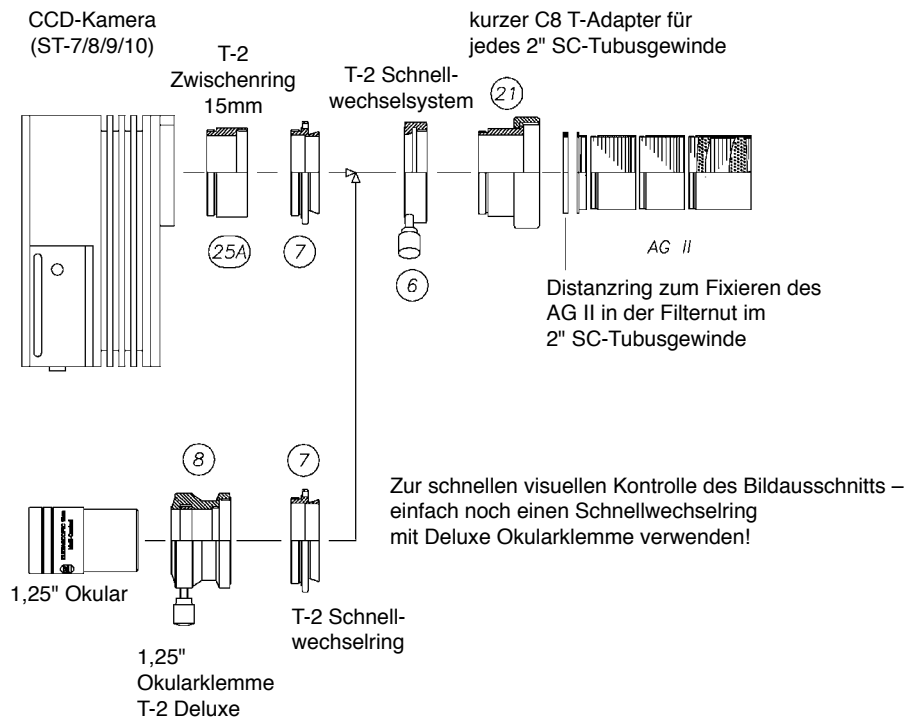 CCD-Kamera
(ST-7/8/9/10)
T-2
Zwischenring
15mm
T-2 Schnell-
wechselsystem
kurzer C8 T-Adapter für
jedes 2" SC-Tubusgewinde
21
25A
7
6
AG II
Distanzring zum Fixieren des
AG II in der Filternut im
2" SC-Tubusgewinde
8
7
Zur schnellen visuellen Kontrolle des Bildausschnitts –
einfach noch einen Schnellwechselring
mit Deluxe Okularklemme verwenden!
1,25" Okular
T-2 Schnell-
wechselring
1,25"
Okularklemme
T-2 Deluxe